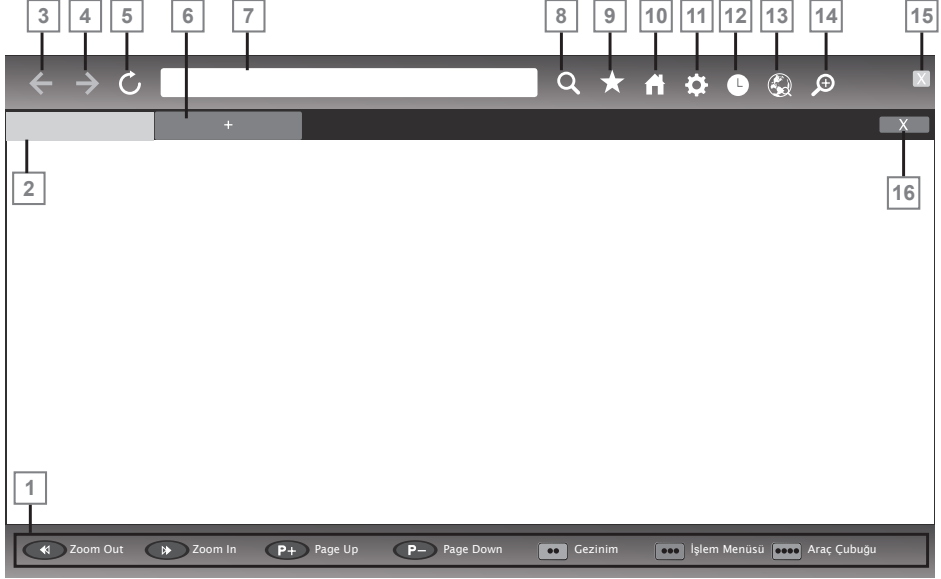 3 4 5 6 7 8 9 10 11 12 13 14 15
X
+ X
2 16
1
Zoom Out Zoom In P+ Page Up P− Page Down Gezinim İşlem Menüsü Araç Çubuğu